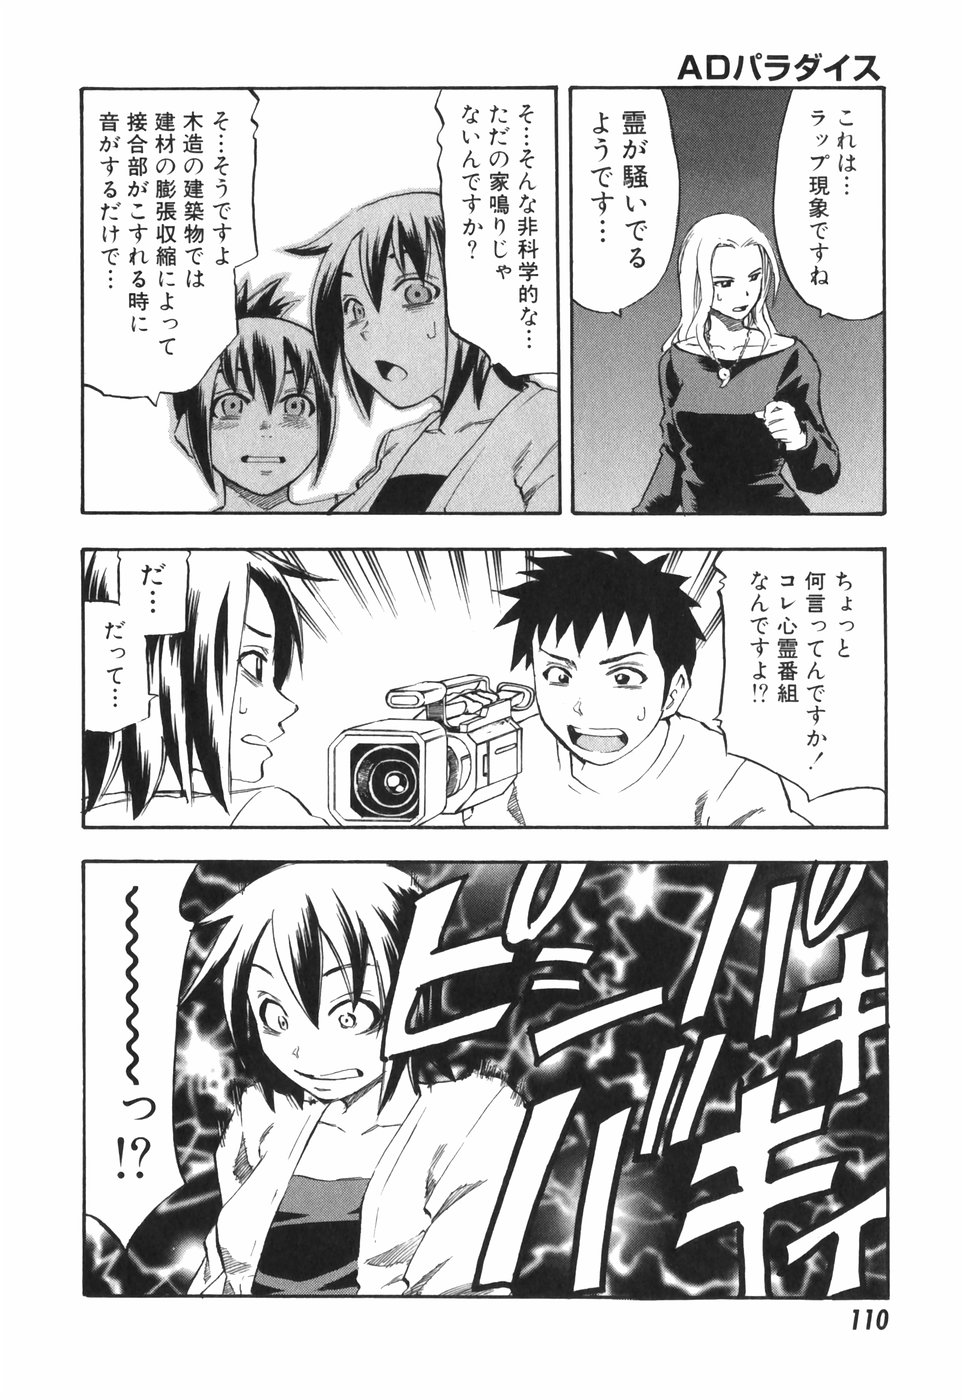 ADパラダイス
これは…
ラップ現象ですね
霊が騒いでる
ようです…
そ…そんな非科学的な…
ただの家鳴りじゃ
ないんですか？
そ…そうですよ
木造の建築物では
建材の膨張収縮によって
接合部がこすれる時に
音がするだけで…
ちょっと
何言ってんですか！
コレ心霊番組
なんですよ!?
だ…
だって…
パキ
ピシ
バキィ
〜〜〜〜〜っ!?
110